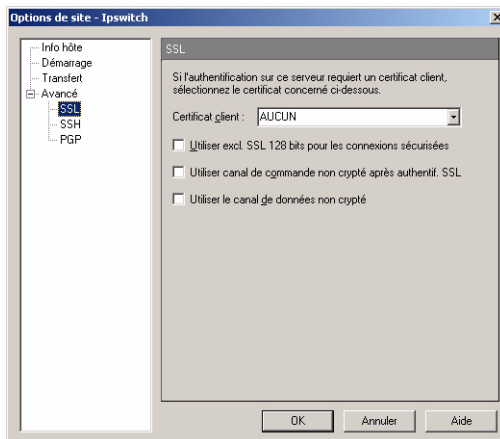 Options de site - Ipswitch
Info hôte
Démarrage
Transfert
Avancé
SSL
SSH
PGP
SSL
Si l'authentification sur ce serveur requiert un certificat client,
sélectionnez le certificat concerné ci-dessous.
Certificat client : AUCUN
Utiliser excl. SSL 128 bits pour les connexions sécurisées
Utiliser canal de commande non crypté après authentif. SSL
Utiliser le canal de données non crypté
OK Annuler Aide